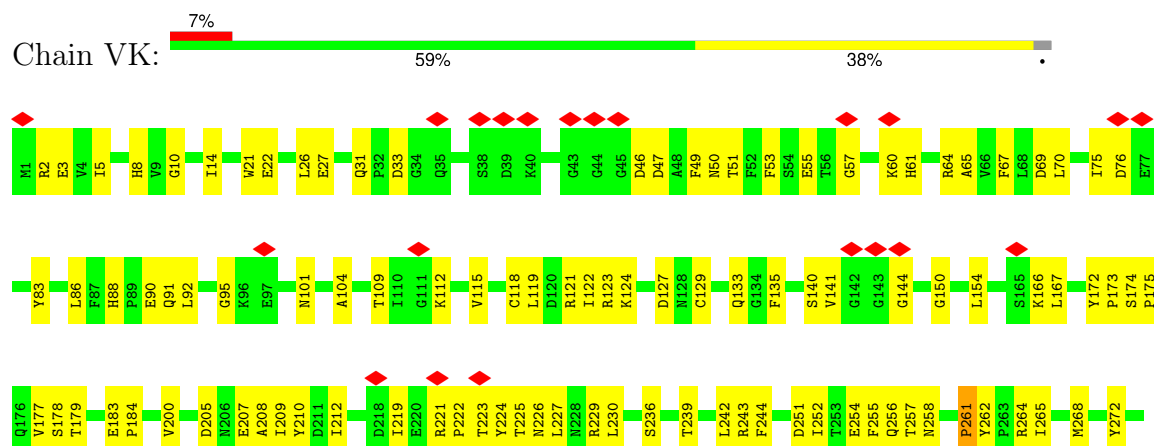 7%
Chain VK:
59% 38% •
M1 R2 E3 V4 I5 H8 V9 G10 I14 W21 E22 L26 E27 Q31 P32 D33 G34 Q35 S38 D39 K40 G43 G44 G45 D46 D47 A48 F49 N50 T51 F52 F53 S54 E55 T56 G57 K60 H61 R64 A65 V66 F67 L68 D69 L70 I75 D76 E77
Y83 L86 F87 H88 P89 E90 Q91 L92 G95 K96 E97 N101 A104 T109 I110 G111 K112 V115 C118 L119 D120 R121 I122 R123 K124 D127 N128 C129 Q133 G134 F135 S140 V141 G142 G143 G144 G150 L154 S165 K166 L167 Y172 P173 S174 P175
Q176 V177 S178 T179 E183 P184 V200 D205 N206 E207 A208 I209 Y210 D211 I212 D218 I219 E220 R221 P222 T223 Y224 T225 N226 L227 N228 R229 L230 S236 T239 L242 R243 F244 D251 I252 T253 E254 F255 Q256 T257 N258 P261 Y262 P263 R264 I265 M268 Y272